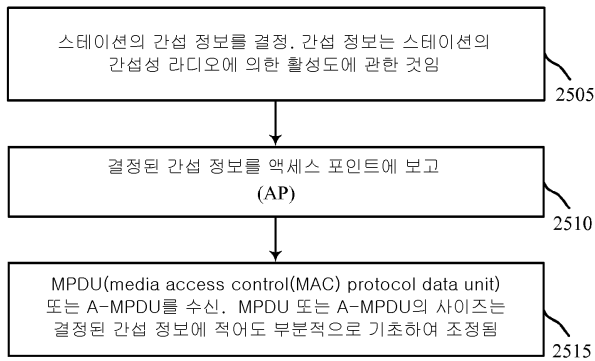 스테이션의 간섭 정보를 결정. 간섭 정보는 스테이션의
간섭성 라디오에 의한 활성도에 관한 것임
2505
결정된 간섭 정보를 액세스 포인트에 보고
(AP)
2510
MPDU(media access control(MAC) protocol data unit)
또는 A-MPDU를 수신. MPDU 또는 A-MPDU의 사이즈는
결정된 간섭 정보에 적어도 부분적으로 기초하여 조정됨
2515